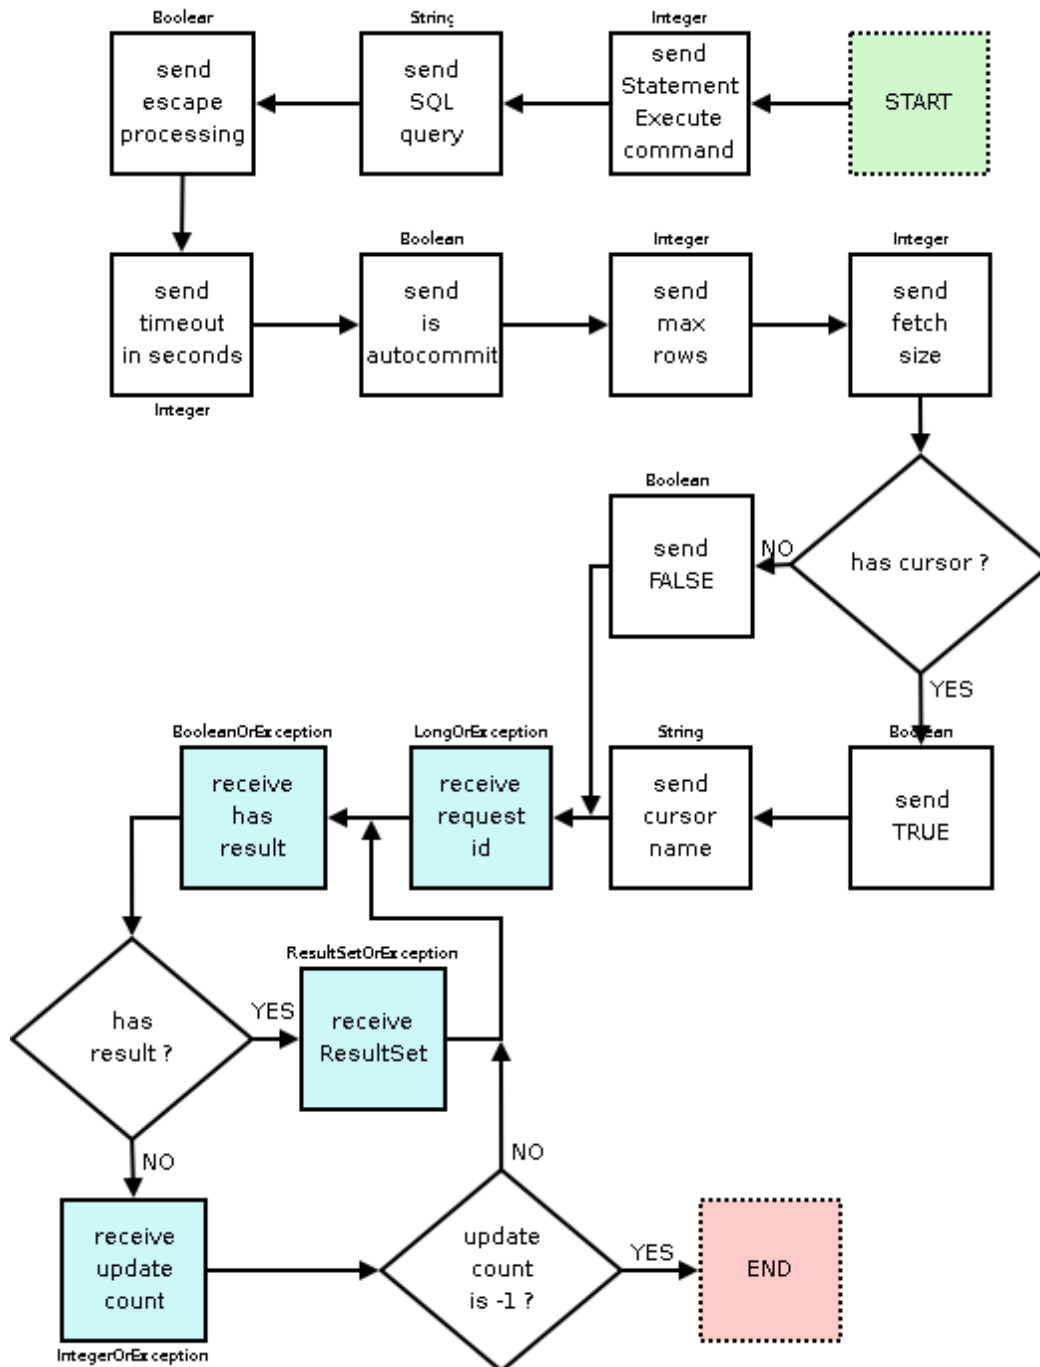 Boolean
String
Integer
send
escape
processing
send
SQL
query
send
Statement
Execute
command
START
Boolean
Integer
Integer
send
timeout
in seconds
send
is
autocommit
send
max
rows
send
fetch
size
Integer
Boolean
send
FALSE
NO
has cursor ?
YES
BooleanOrException
LongOrException
String
Boolean
receive
has
result
receive
request
id
send
cursor
name
send
TRUE
ResultSetOrException
has
result ?
YES
receive
ResultSet
NO
NO
receive
update
count
update
count
is -1 ?
YES
END
IntegerOrException